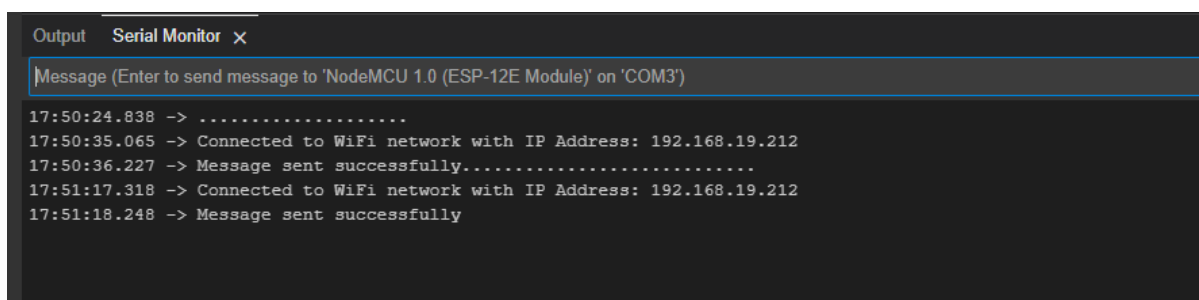 Output Serial Monitor ×
Message (Enter to send message to 'NodeMCU 1.0 (ESP-12E Module)' on 'COM3')
17:50:24.838 -> ....................
17:50:35.065 -> Connected to WiFi network with IP Address: 192.168.19.212
17:50:36.227 -> Message sent successfully............................
17:51:17.318 -> Connected to WiFi network with IP Address: 192.168.19.212
17:51:18.248 -> Message sent successfully